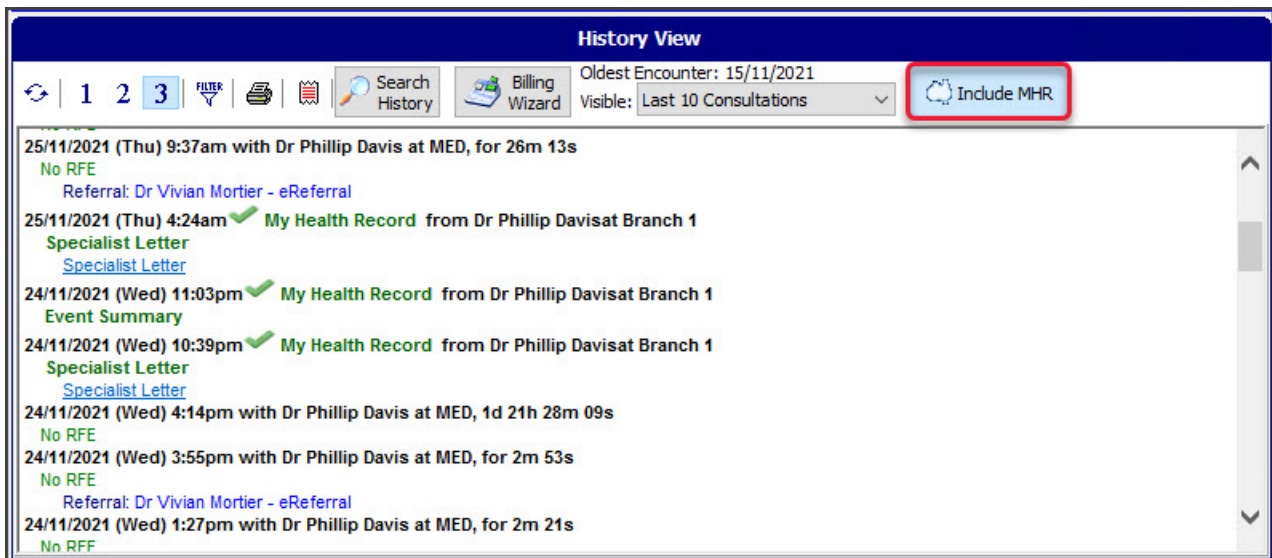 History View
1 2 3 FILTER Search History Billing Wizard Oldest Encounter: 15/11/2021
Visible: Last 10 Consultations Include MHR
No RFE
25/11/2021 (Thu) 9:37am with Dr Phillip Davis at MED, for 26m 13s
No RFE
Referral: Dr Vivian Mortier - eReferral
25/11/2021 (Thu) 4:24am My Health Record from Dr Phillip Davisat Branch 1
Specialist Letter
Specialist Letter
24/11/2021 (Wed) 11:03pm My Health Record from Dr Phillip Davisat Branch 1
Event Summary
24/11/2021 (Wed) 10:39pm My Health Record from Dr Phillip Davisat Branch 1
Specialist Letter
Specialist Letter
24/11/2021 (Wed) 4:14pm with Dr Phillip Davis at MED, 1d 21h 28m 09s
No RFE
24/11/2021 (Wed) 3:55pm with Dr Phillip Davis at MED, for 2m 53s
No RFE
Referral: Dr Vivian Mortier - eReferral
24/11/2021 (Wed) 1:27pm with Dr Phillip Davis at MED, for 2m 21s
No RFE